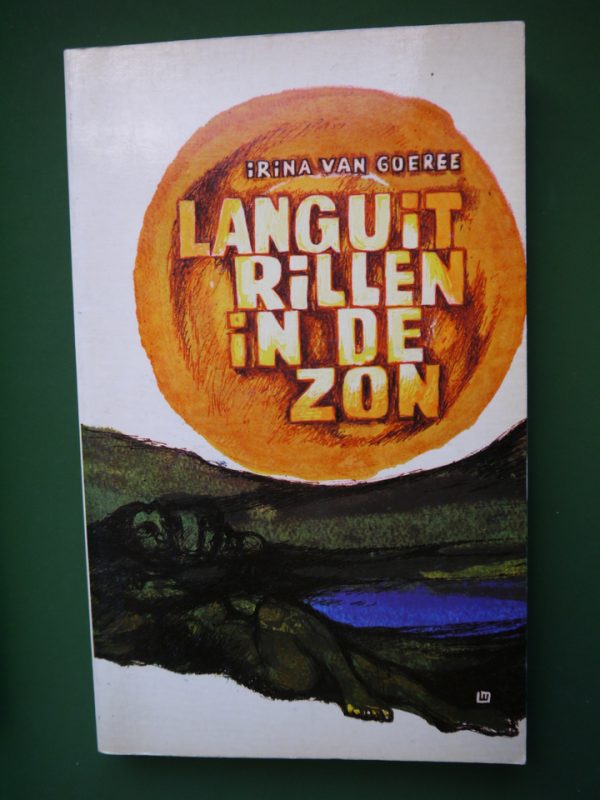 iRiNA VAN GOEREE
LANGUiT
RiLLEN
iN DE
ZON